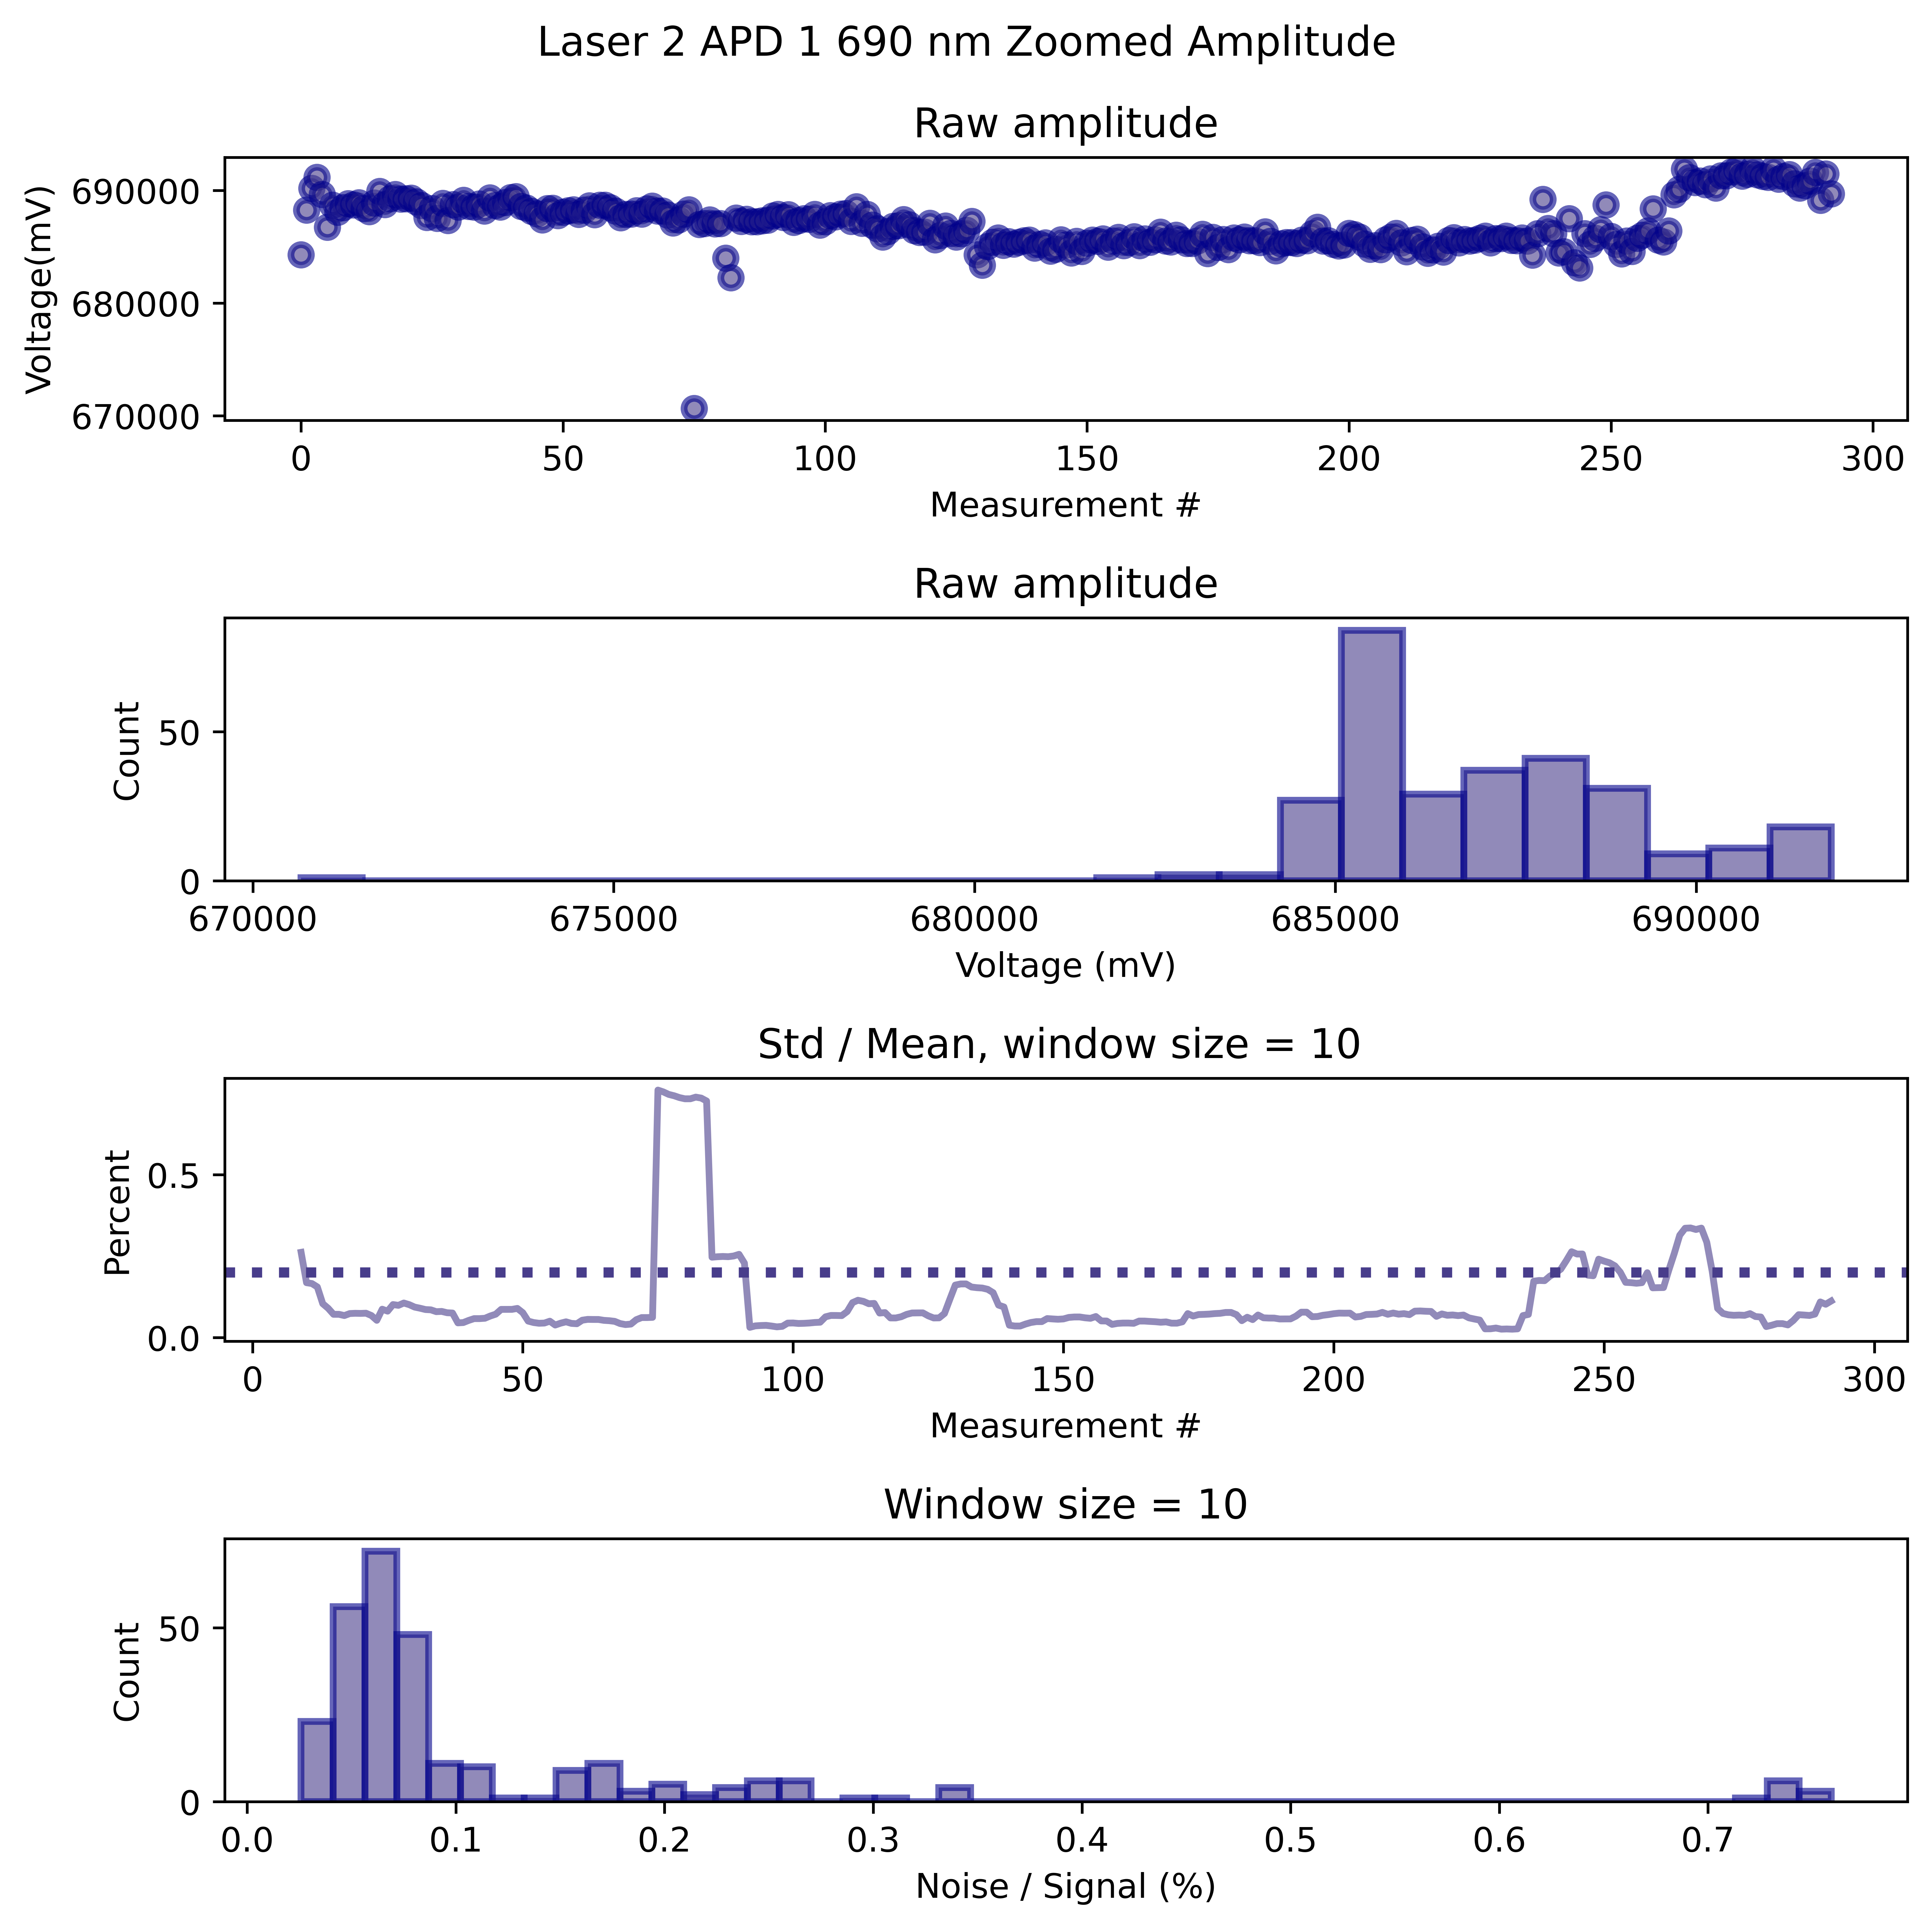 Laser 2 APD 1 690 nm Zoomed Amplitude
Raw amplitude
Voltage(mV)
690000
680000
670000
0 50 100 150 200 250 300
Measurement #
Raw amplitude
Count
50
0
670000 675000 680000 685000 690000
Voltage (mV)
Std / Mean, window size = 10
Percent
0.5
0.0
0 50 100 150 200 250 300
Measurement #
Window size = 10
Count
50
0
0.0 0.1 0.2 0.3 0.4 0.5 0.6 0.7
Noise / Signal (%)